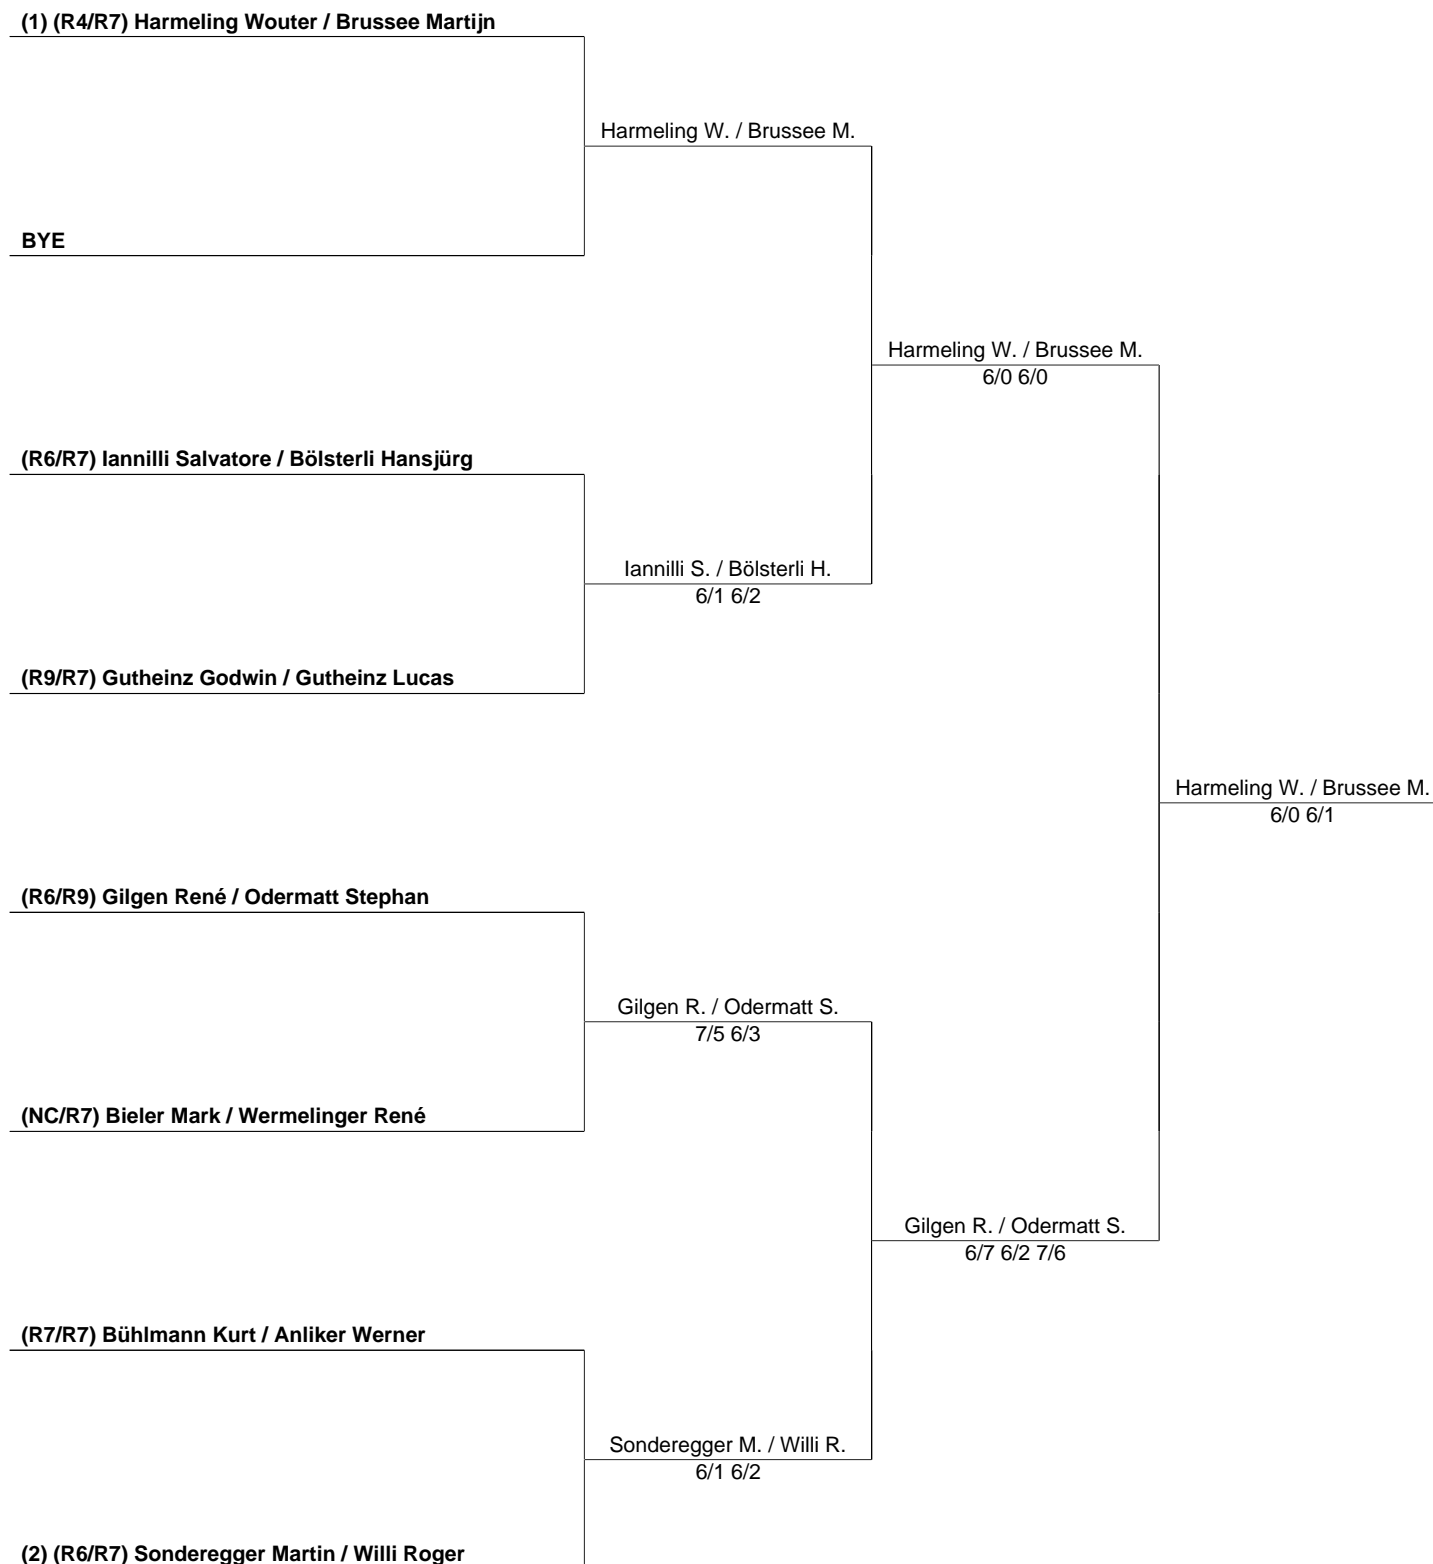 (1) (R4/R7) Harmeling Wouter / Brussee Martijn
Harmeling W. / Brussee M.
BYE
Harmeling W. / Brussee M.
6/0 6/0
(R6/R7) Iannilli Salvatore / Bölsterli Hansjürg
Iannilli S. / Bölsterli H.
6/1 6/2
(R9/R7) Gutheinz Godwin / Gutheinz Lucas
Harmeling W. / Brussee M.
6/0 6/1
(R6/R9) Gilgen René / Odermatt Stephan
Gilgen R. / Odermatt S.
7/5 6/3
(NC/R7) Bieler Mark / Wermelinger René
Gilgen R. / Odermatt S.
6/7 6/2 7/6
(R7/R7) Bühlmann Kurt / Anliker Werner
Sonderegger M. / Willi R.
6/1 6/2
(2) (R6/R7) Sonderegger Martin / Willi Roger